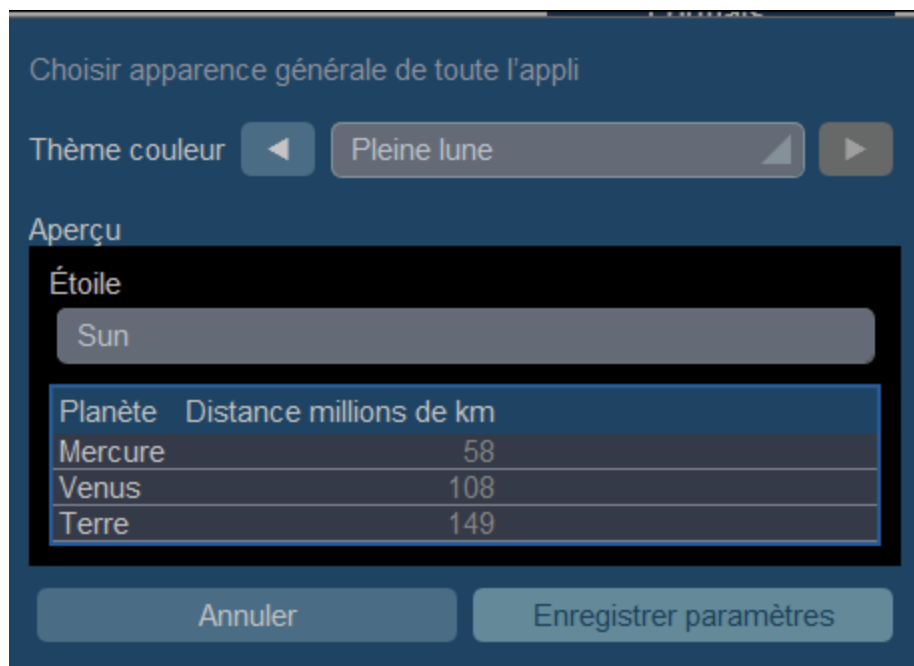 Choisir apparence générale de toute l'appli
Thème couleur ◄ Pleine lune ►
Aperçu
Étoile
Sun
Planète Distance millions de km
Mercure 58
Venus 108
Terre 149
Annuler Enregistrer paramètres